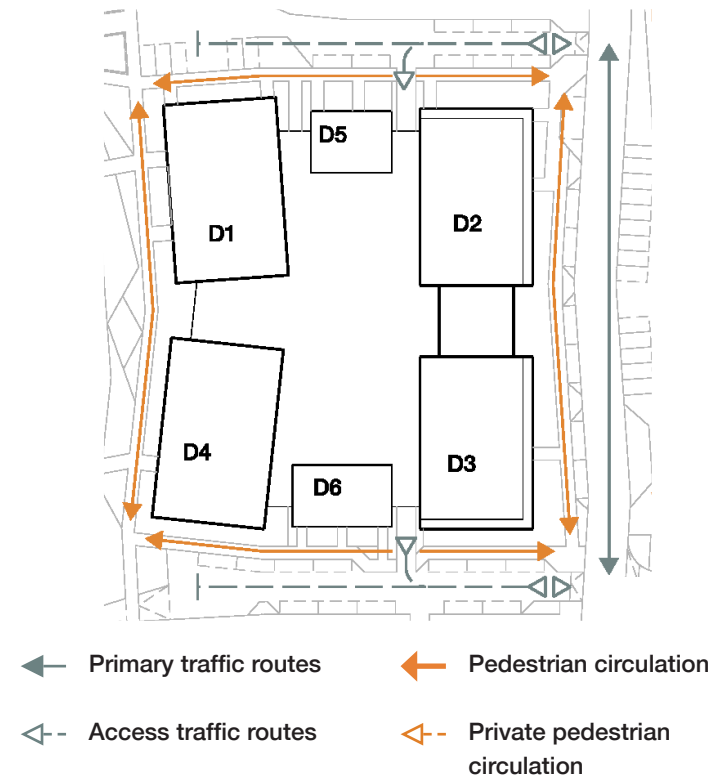 D5
D1
D2
D4
D3
D6
Primary traffic routes
Pedestrian circulation
Access traffic routes
Private pedestrian
circulation